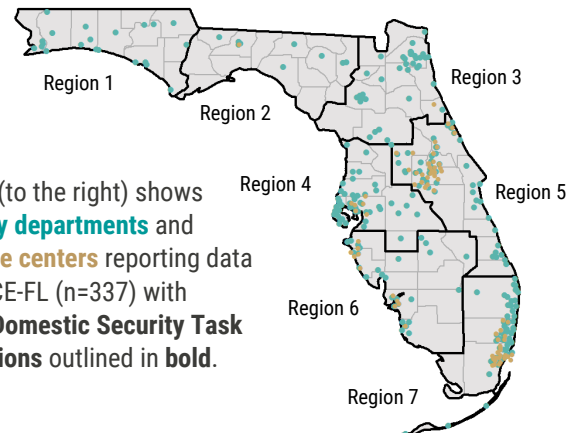 Region 1
Region 2
Region 3
(to the right) shows
Region 4
departments and
Region 5
centers reporting data
CE-FL (n=337) with
Region 6
Domestic Security Task
outlined in bold.
Region 7